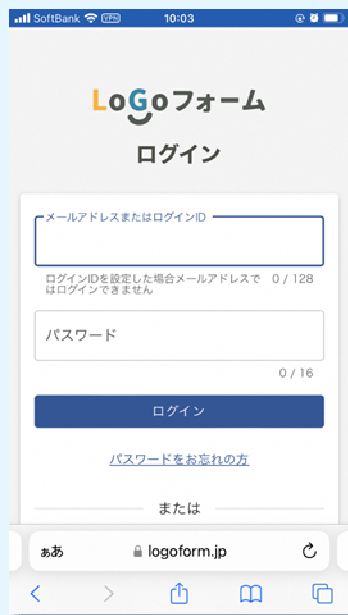 SoftBank VPN 10:03
LoGoフォーム
ログイン
メールアドレスまたはログインID
ログインIDを設定した場合メールアドレスで 0 / 128
はログインできません
パスワード
0 / 16
ログイン
パスワードをお忘れの方
または
ぁあ logoform.jp